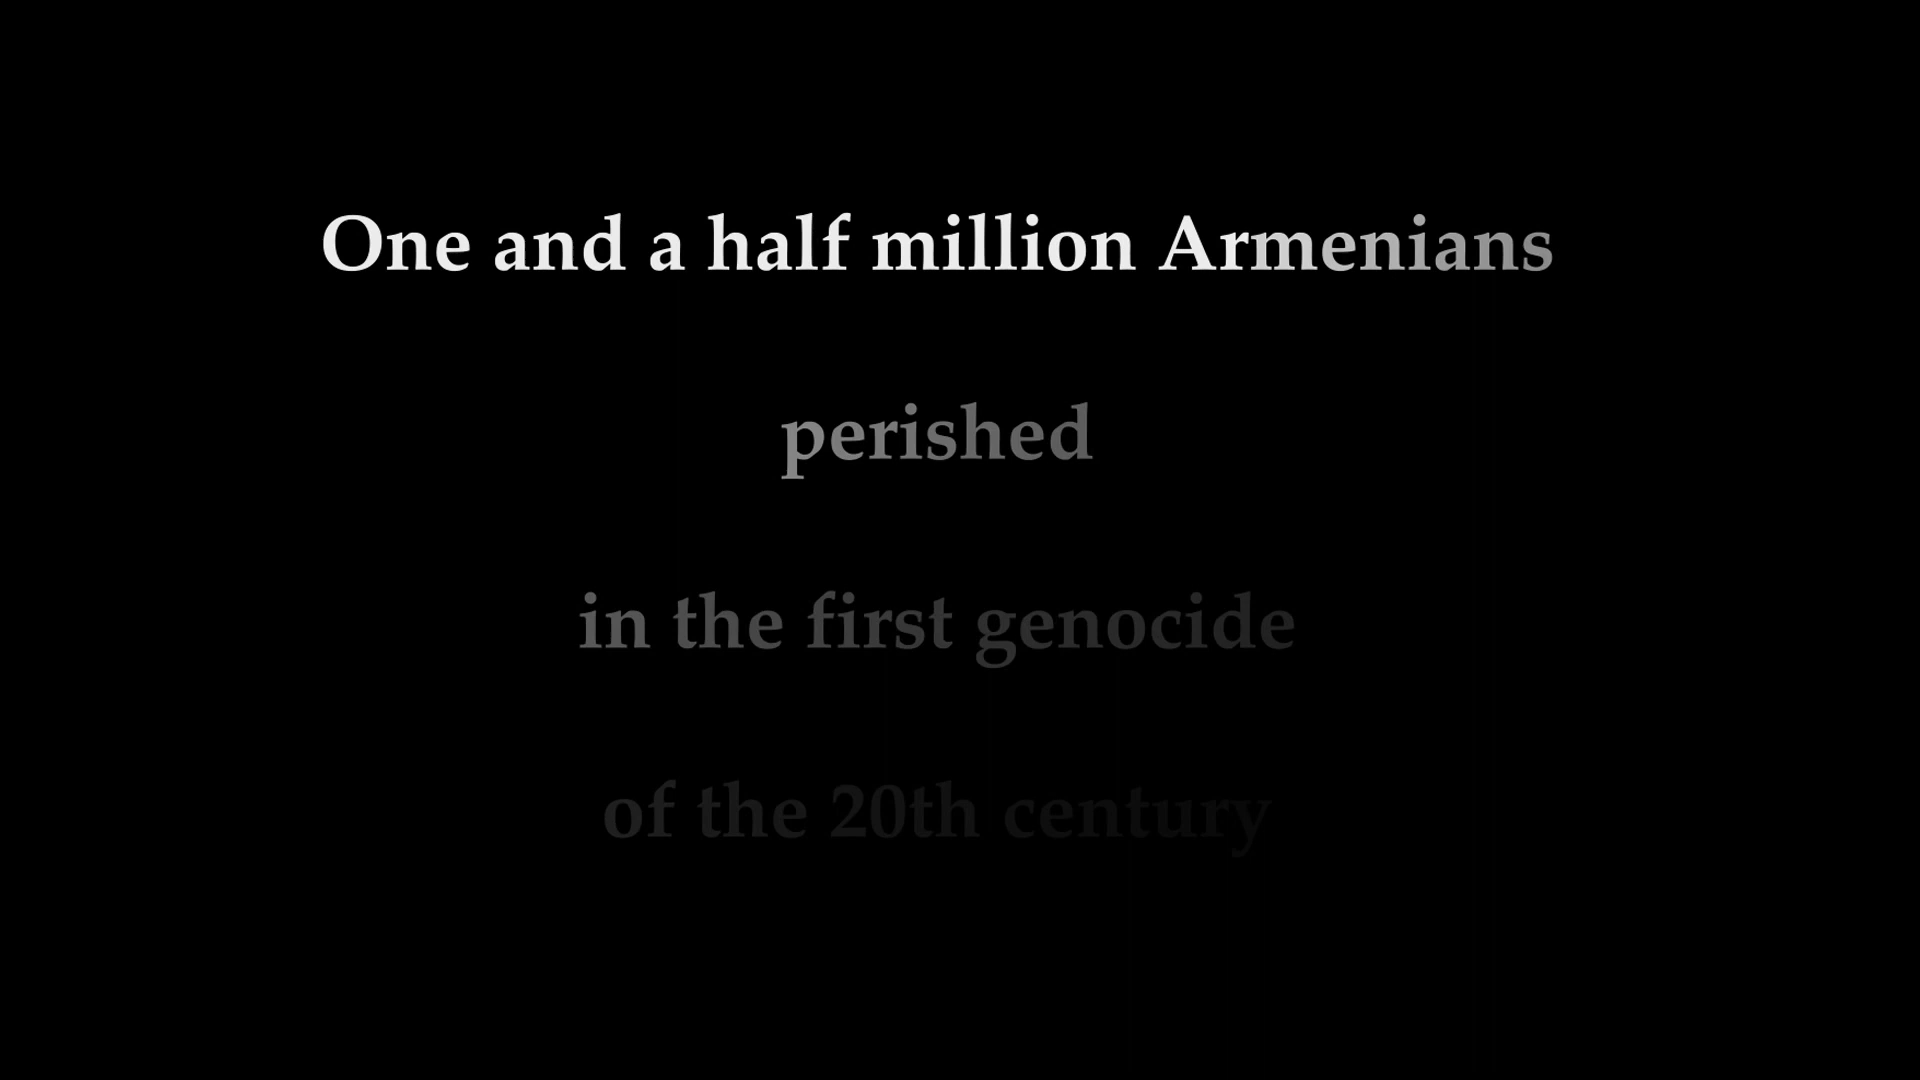 One and a half million Armenians
perished
in the first genocide
of the 20th century